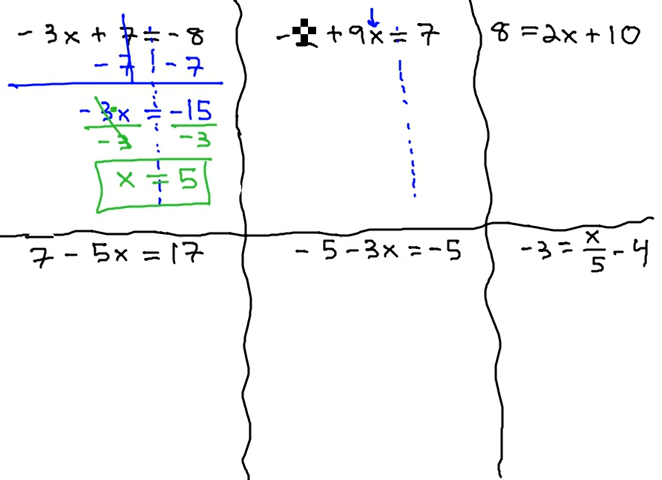 -3x + 7 = -8
-7 | -7
-3x = -15
-3 -3
x = 5
+ 9x = 7
8 = 2x + 10
7 - 5x = 17
-5 - 3x = -5
-3 = x/5 - 4